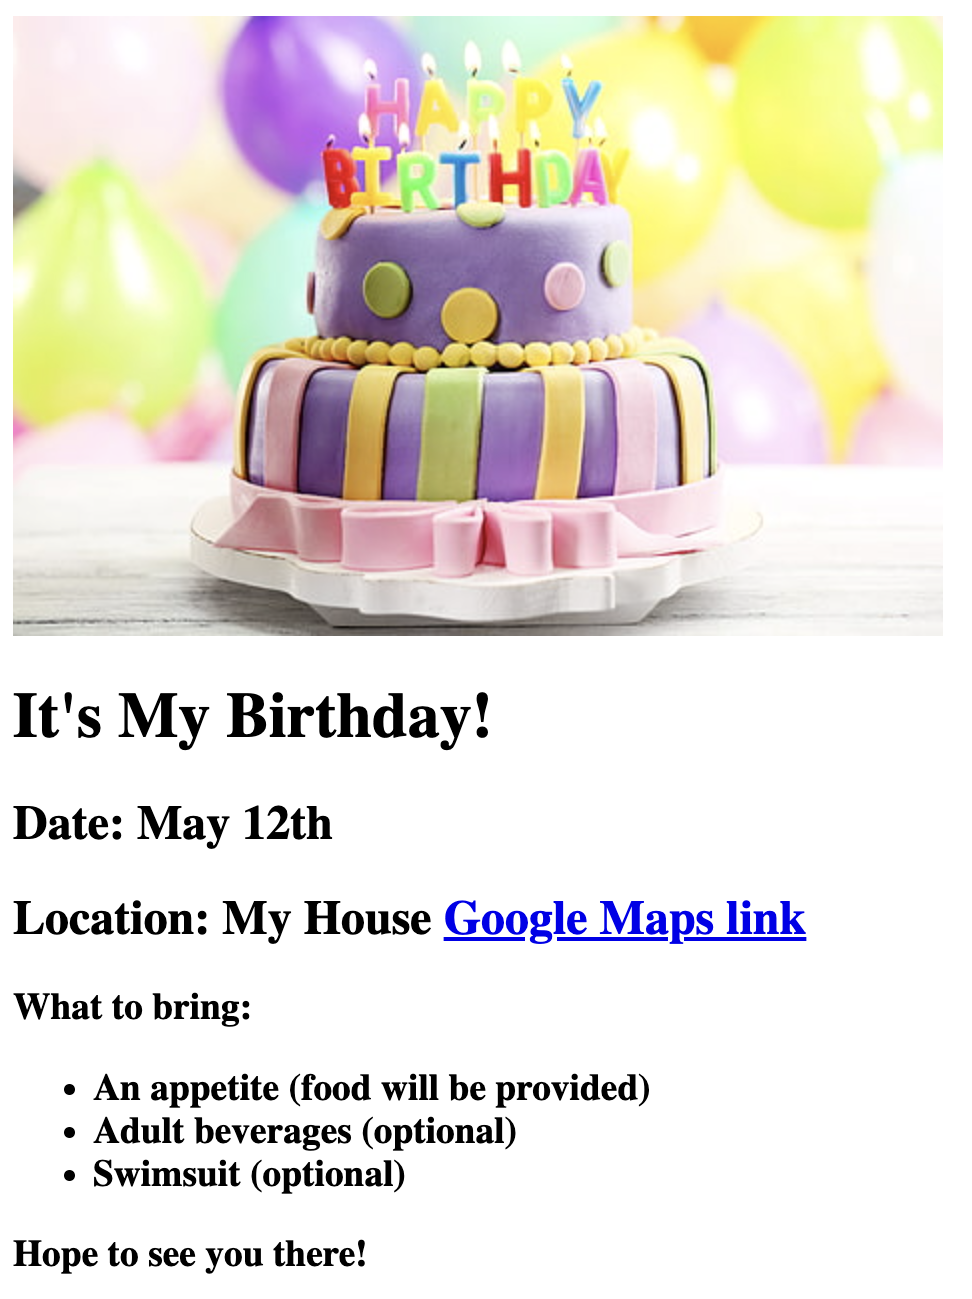 HAPPY
BIRTHDAY
It's My Birthday!
Date: May 12th
Location: My House Google Maps link
What to bring:
• An appetite (food will be provided)
• Adult beverages (optional)
• Swimsuit (optional)
Hope to see you there!